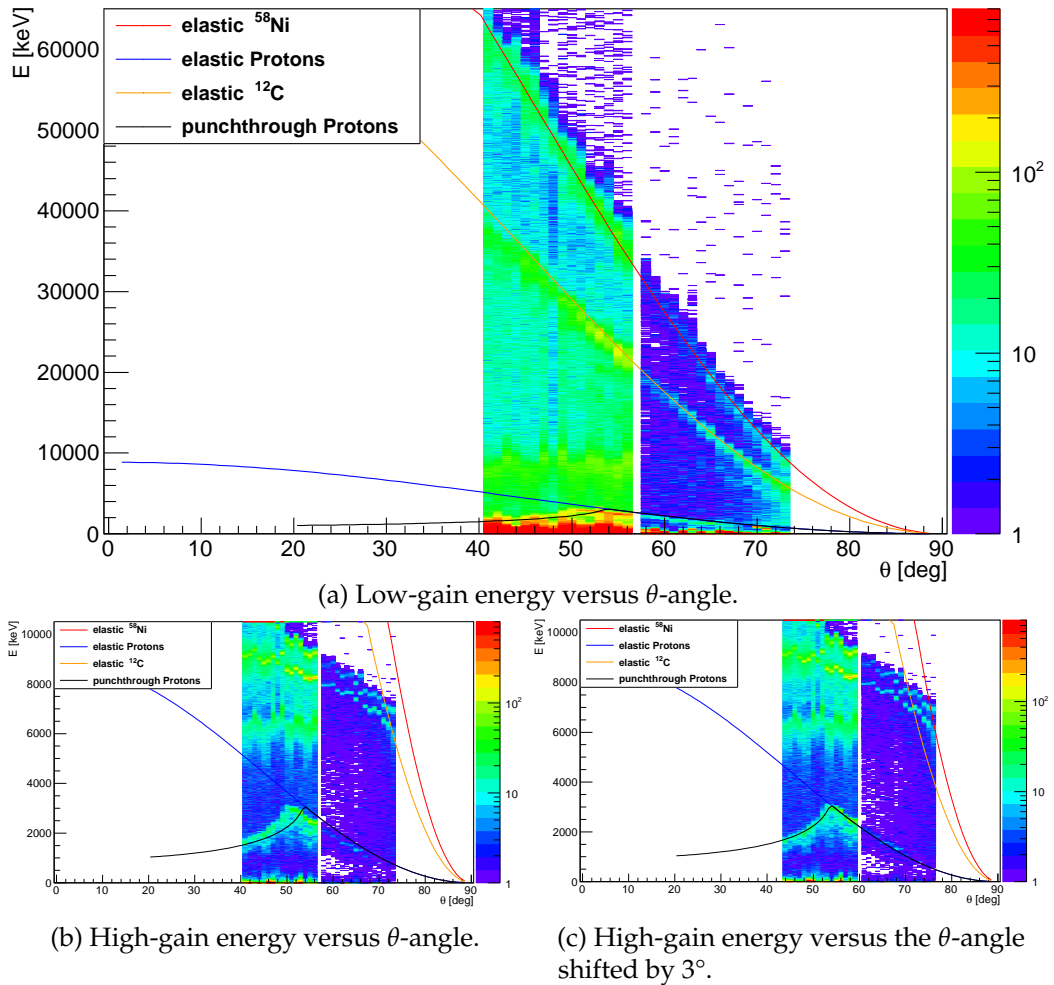 E [keV]
elastic ⁵⁸Ni
elastic Protons
elastic ¹²C
punchthrough Protons
60000
50000
40000
30000
20000
10000
0
0 10 20 30 40 50 60 70 80 90
θ [deg]
10²
10
1
(a) Low-gain energy versus θ-angle.
E [keV]
elastic ⁵⁸Ni
elastic Protons
elastic ¹²C
punchthrough Protons
10000
8000
6000
4000
2000
0
0 10 20 30 40 50 60 70 80 90
θ [deg]
10²
10
1
(b) High-gain energy versus θ-angle.
E [keV]
elastic ⁵⁸Ni
elastic Protons
elastic ¹²C
punchthrough Protons
10000
8000
6000
4000
2000
0
0 10 20 30 40 50 60 70 80 90
θ [deg]
10²
10
1
(c) High-gain energy versus the θ-angle
shifted by 3°.